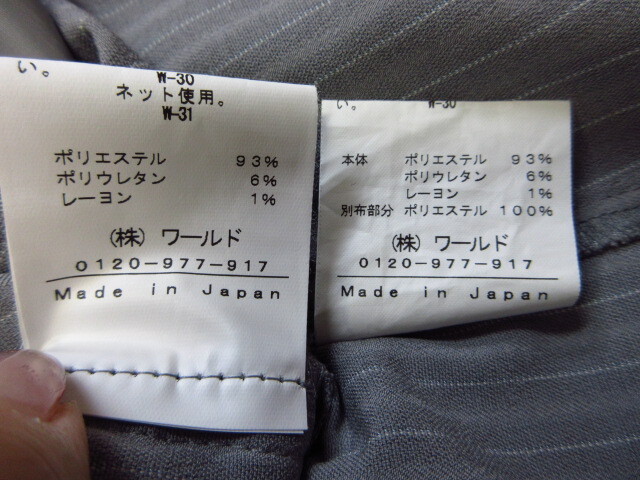 い。
W-30
ネット使用。
W-31
ポリエステル 93%
ポリウレタン 6%
レーヨン 1%
(株) ワールド
0120-977-917
Made in Japan
い。
W-30
本体 ポリエステル 93%
ポリウレタン 6%
レーヨン 1%
別布部分 ポリエステル 100%
(株) ワールド
0120-977-917
Made in Japan